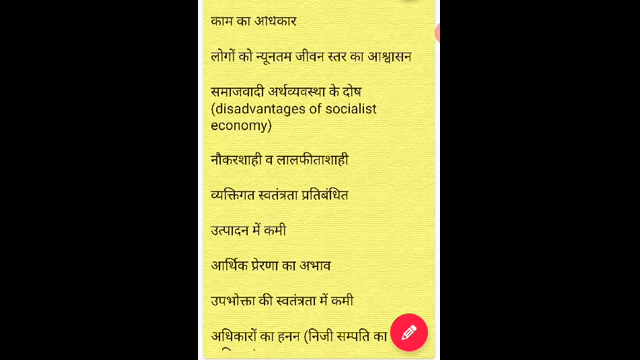 काम का अधिकार
लोगों को न्यूनतम जीवन स्तर का आश्वासन
समाजवादी अर्थव्यवस्था के दोष
(disadvantages of socialist
economy)
नौकरशाही व लालफीताशाही
व्यक्तिगत स्वतंत्रता प्रतिबंधित
उत्पादन में कमी
आर्थिक प्रेरणा का अभाव
उपभोक्ता की स्वतंत्रता में कमी
अधिकारों का हनन (निजी सम्पति का